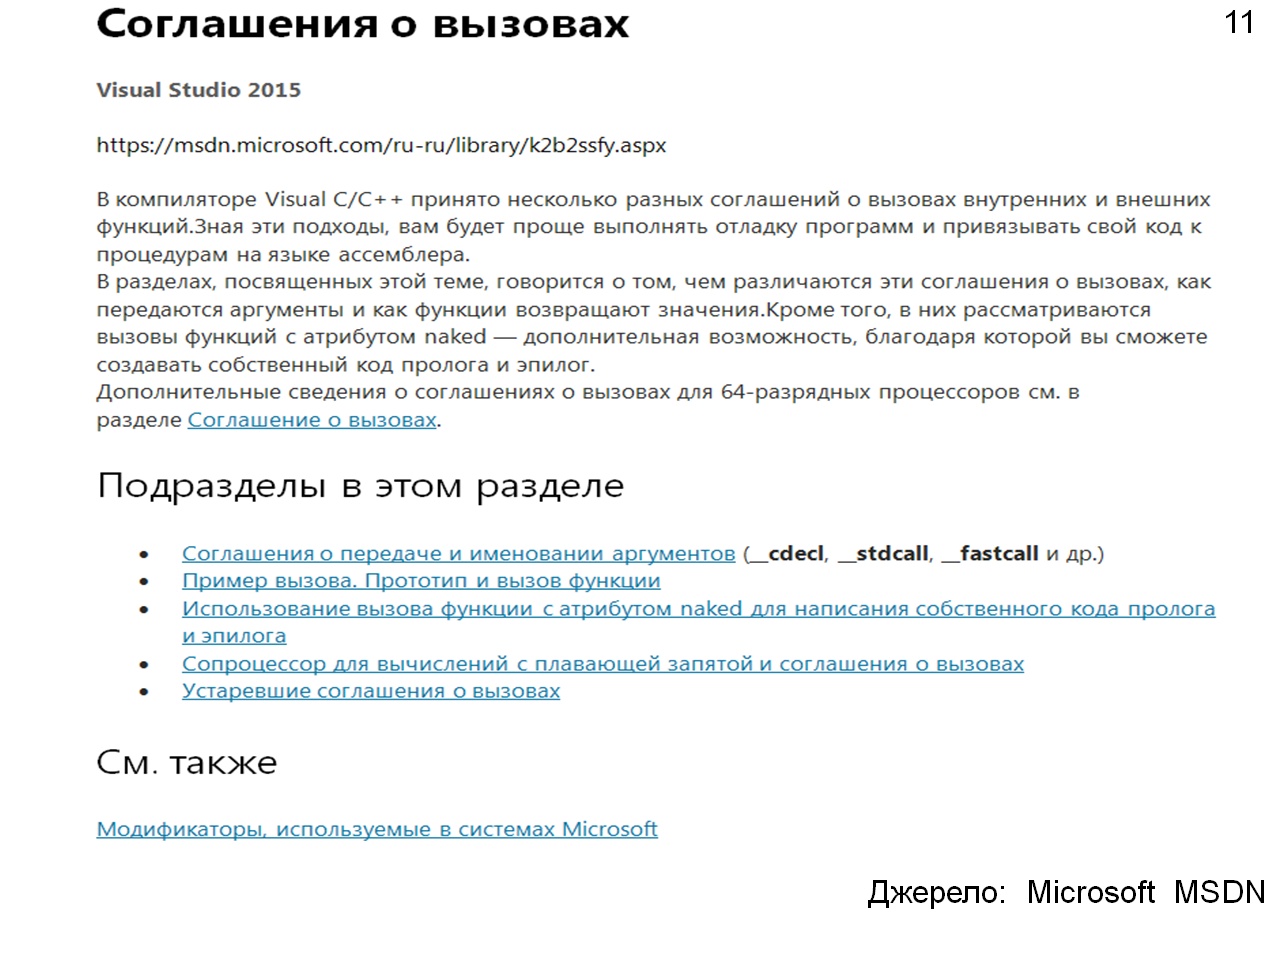 Соглашения о вызовах
11
Visual Studio 2015
https://msdn.microsoft.com/ru-ru/library/k2b2ssfy.aspx
В компиляторе Visual C/C++ принято несколько разных соглашений о вызовах внутренних и внешних
функций.Зная эти подходы, вам будет проще выполнять отладку программ и привязывать свой код к
процедурам на языке ассемблера.
В разделах, посвященных этой теме, говорится о том, чем различаются эти соглашения о вызовах, как
передаются аргументы и как функции возвращают значения.Кроме того, в них рассматриваются
вызовы функций с атрибутом naked — дополнительная возможность, благодаря которой вы сможете
создавать собственный код пролога и эпилог.
Дополнительные сведения о соглашениях о вызовах для 64-разрядных процессоров см. в
разделе Соглашение о вызовах.
Подразделы в этом разделе
• Соглашения о передаче и именовании аргументов (__cdecl, __stdcall, __fastcall и др.)
• Пример вызова. Прототип и вызов функции
• Использование вызова функции с атрибутом naked для написания собственного кода пролога
и эпилога
• Сопроцессор для вычислений с плавающей запятой и соглашения о вызовах
• Устаревшие соглашения о вызовах
См. также
Модификаторы, используемые в системах Microsoft
Джерело: Microsoft MSDN